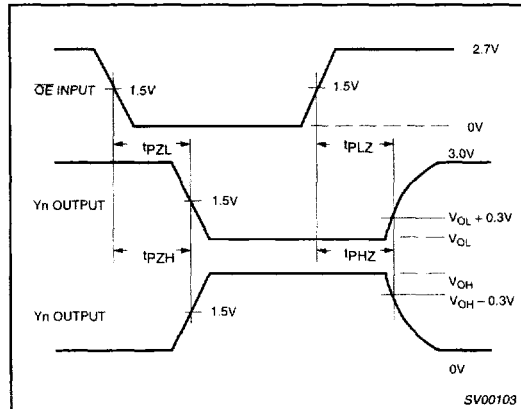 2.7V
OE INPUT
1.5V
1.5V
0V
tPZL
tPLZ
3.0V
Yn OUTPUT
1.5V
VOL + 0.3V
VOL
tPZH
tPHZ
VOH
VOH – 0.3V
Yn OUTPUT
1.5V
0V
SV00103